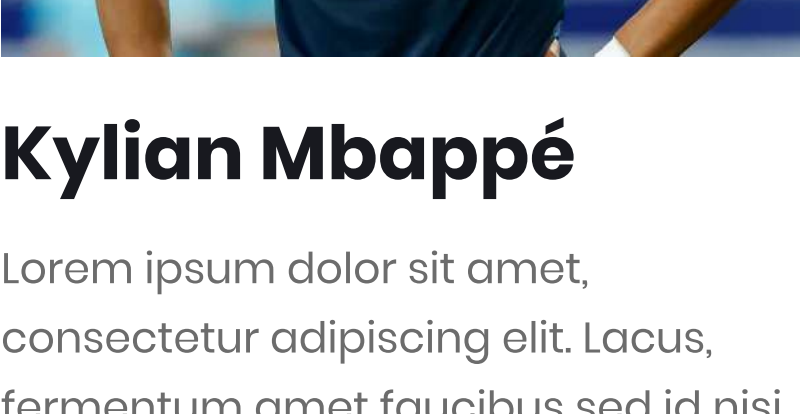 Kylian Mbappé
Lorem ipsum dolor sit amet,
consectetur adipiscing elit. Lacus,
fermentum amet faucibus sed id nisi